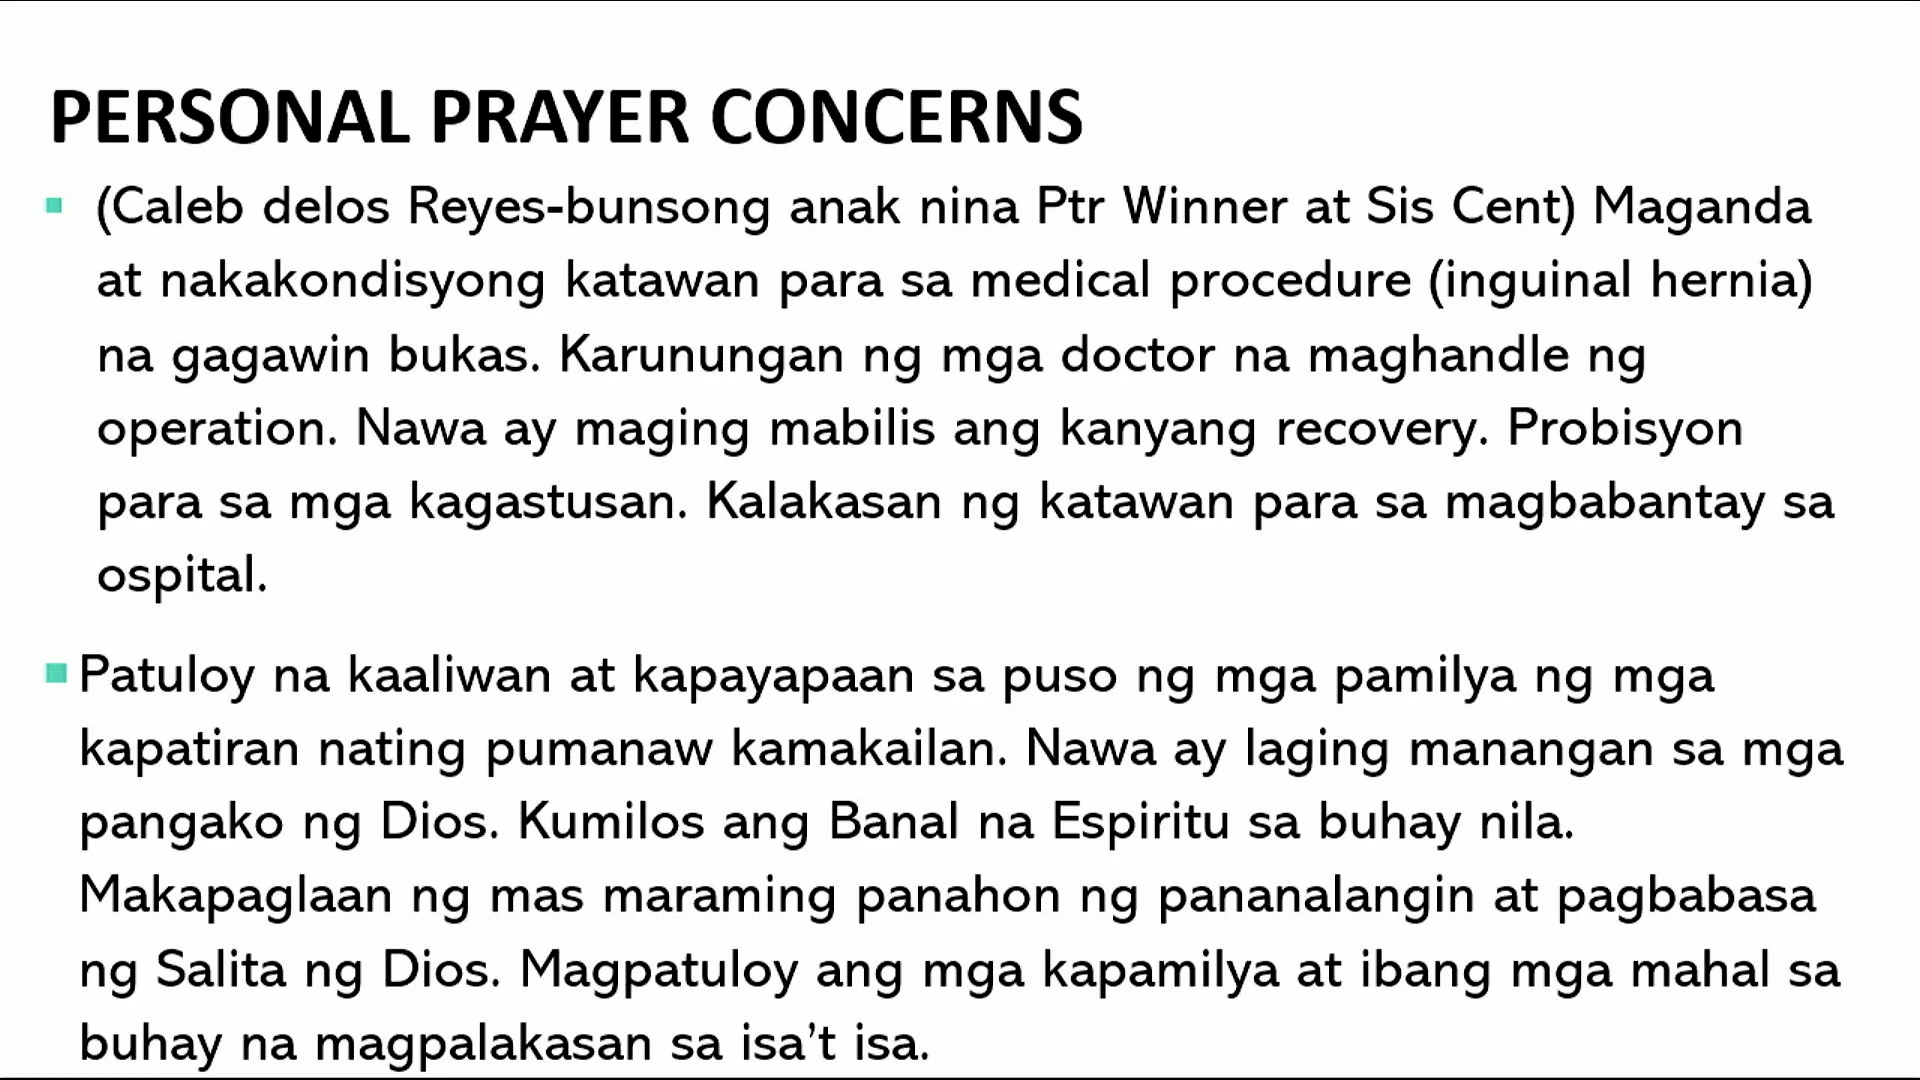 PERSONAL PRAYER CONCERNS
(Caleb delos Reyes-bunsong anak nina Ptr Winner at Sis Cent) Maganda
at nakakondisyong katawan para sa medical procedure (inguinal hernia)
na gagawin bukas. Karunungan ng mga doctor na maghandle ng
operation. Nawa ay maging mabilis ang kanyang recovery. Probisyon
para sa mga kagastusan. Kalakasan ng katawan para sa magbabantay sa
ospital.
Patuloy na kaaliwan at kapayapaan sa puso ng mga pamilya ng mga
kapatiran nating pumanaw kamakailan. Nawa ay laging manangan sa mga
pangako ng Dios. Kumilos ang Banal na Espiritu sa buhay nila.
Makapaglaan ng mas maraming panahon ng pananalangin at pagbabasa
ng Salita ng Dios. Magpatuloy ang mga kapamilya at ibang mga mahal sa
buhay na magpalakasan sa isa’t isa.